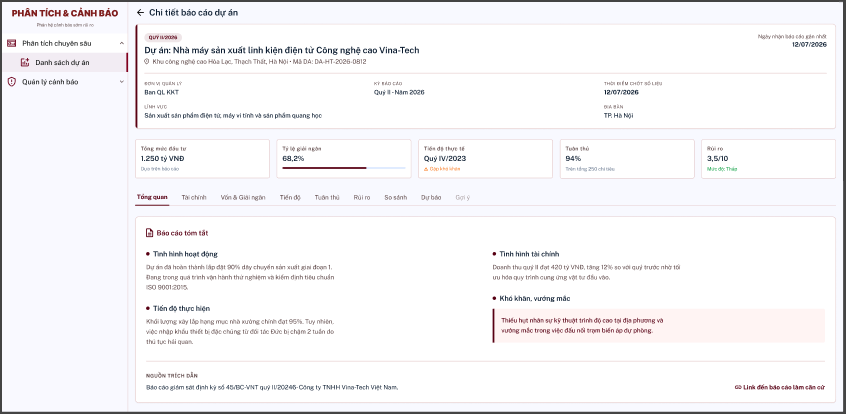 PHÂN TÍCH & CẢNH BÁO
Phân hệ cảnh báo sớm rủi ro
Phân tích chuyên sâu
Danh sách dự án
Quản lý cảnh báo
Chi tiết báo cáo dự án
QUÝ II/2026
Ngày nhận báo cáo gần nhất
12/07/2026
Dự án: Nhà máy sản xuất linh kiện điện tử Công nghệ cao Vina-Tech
Khu công nghệ cao Hòa Lạc, Thạch Thất, Hà Nội • Mã DA: DA-HT-2026-0812
ĐƠN VỊ QUẢN LÝ
Ban QL KKT
KỲ BÁO CÁO
Quý II - Năm 2026
THỜI ĐIỂM CHỐT SỐ LIỆU
12/07/2026
LĨNH VỰC
Sản xuất sản phẩm điện tử, máy vi tính và sản phẩm quang học
ĐỊA BÀN
TP. Hà Nội
Tổng mức đầu tư
1.250 tỷ VNĐ
Dựa trên báo cáo
Tỷ lệ giải ngân
68,2%
Tiến độ thực tế
Quý IV/2023
Gặp khó khăn
Tuân thủ
94%
Trên tổng 250 chỉ tiêu
Rủi ro
3,5/10
Mức độ: Thấp
Tổng quan
Tài chính
Vốn & Giải ngân
Tiến độ
Tuân thủ
Rủi ro
So sánh
Dự báo
Gợi ý
Báo cáo tóm tắt
Tình hình hoạt động
Dự án đã hoàn thành lắp đặt 90% dây chuyền sản xuất giai đoạn 1.
Đang trong quá trình vận hành thử nghiệm và kiểm định tiêu chuẩn
ISO 9001:2015.
Tiến độ thực hiện
Khối lượng xây lắp hạng mục nhà xưởng chính đạt 95%. Tuy nhiên,
việc nhập khẩu thiết bị đặc chủng từ đối tác Đức bị chậm 2 tuần do
thủ tục hải quan.
Tình hình tài chính
Doanh thu quý II đạt 420 tỷ VNĐ, tăng 12% so với quý trước nhờ tối
ưu hóa quy trình cung ứng vật tư đầu vào.
Khó khăn, vướng mắc
Thiếu hụt nhân sự kỹ thuật trình độ cao tại địa phương và
vướng mắc trong việc đấu nối trạm biến áp dự phòng.
NGUỒN TRÍCH DẪN
Báo cáo giám sát định kỳ số 45/BC-VNT quý II/20246- Công ty TNHH Vina-Tech Việt Nam.
Link đến báo cáo làm căn cứ